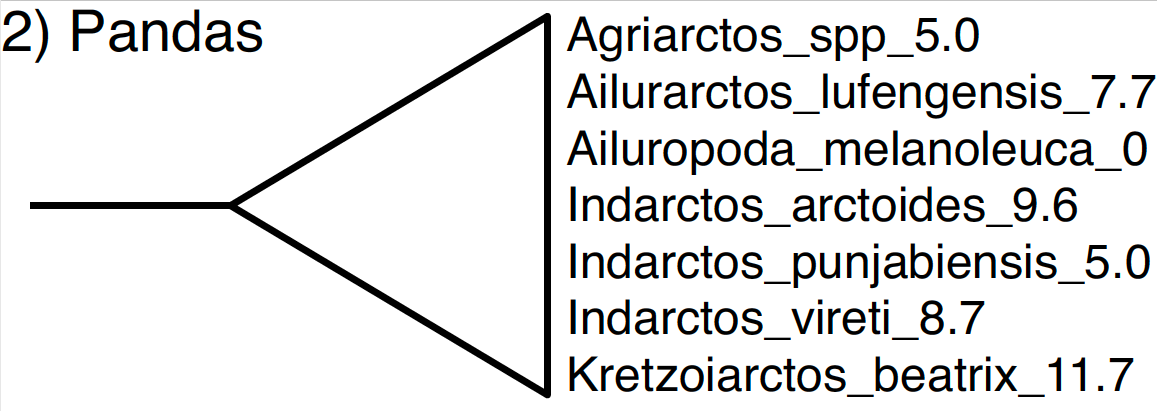 2) Pandas
Agriarctos_spp_5.0
Ailurarctos_lufengensis_7.7
Ailuropoda_melanoleuca_0
Indarctos_arctoides_9.6
Indarctos_punjabiensis_5.0
Indarctos_vireti_8.7
Kretzoiarctos_beatrix_11.7